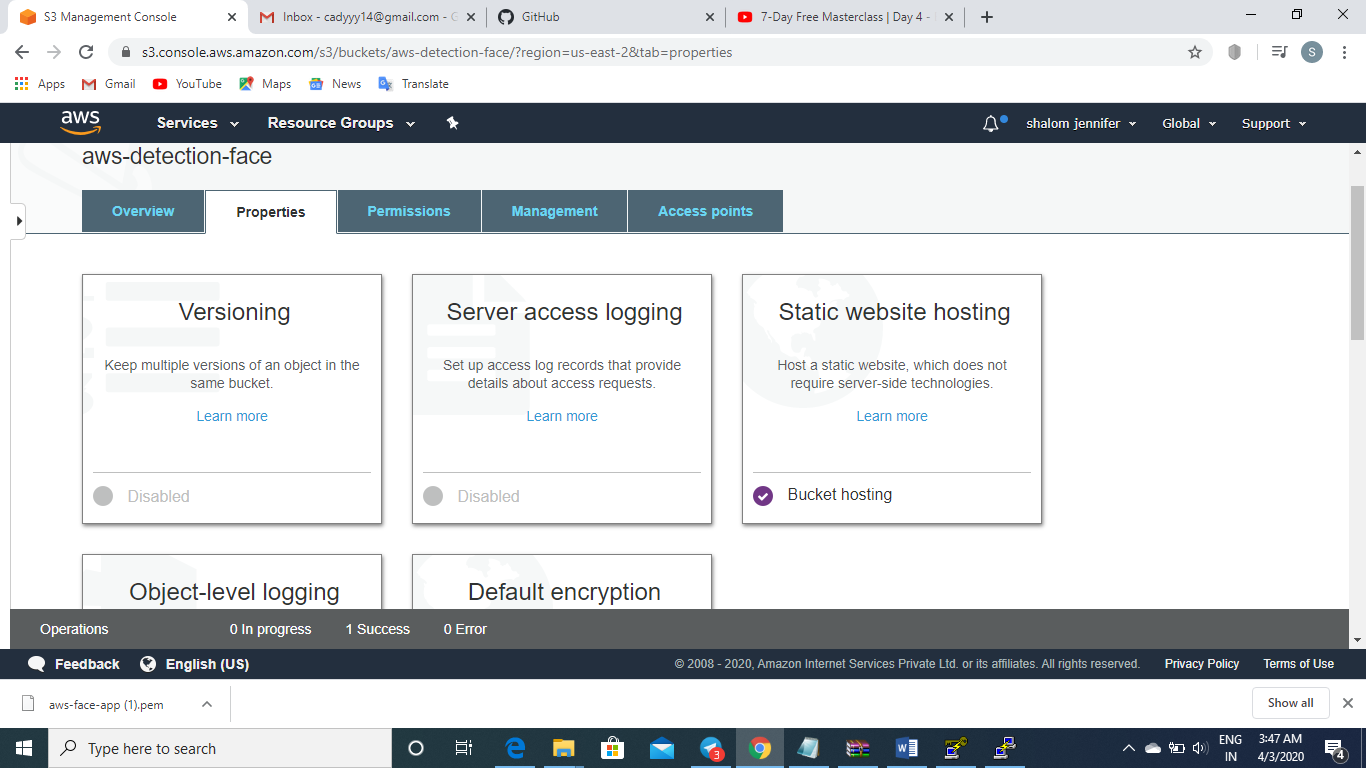 S3 Management Console
Inbox - cadyyy14@gmail.com - G
GitHub
7-Day Free Masterclass | Day 4 -
s3.console.aws.amazon.com/s3/buckets/aws-detection-face/?region=us-east-2&tab=properties
S
Apps Gmail YouTube Maps News Translate
aws Services Resource Groups shalom jennifer Global Support
aws-detection-face
Overview Properties Permissions Management Access points
Versioning
Keep multiple versions of an object in the
same bucket.
Learn more
Disabled
Server access logging
Set up access log records that provide
details about access requests.
Learn more
Disabled
Static website hosting
Host a static website, which does not
require server-side technologies.
Learn more
Bucket hosting
Object-level logging
Default encryption
Operations 0 In progress 1 Success 0 Error
Feedback English (US) © 2008 - 2020, Amazon Internet Services Private Ltd. or its affiliates. All rights reserved. Privacy Policy Terms of Use
aws-face-app (1).pem Show all
Type here to search 3 ENG 3:47 AM
IN 4/3/2020 4